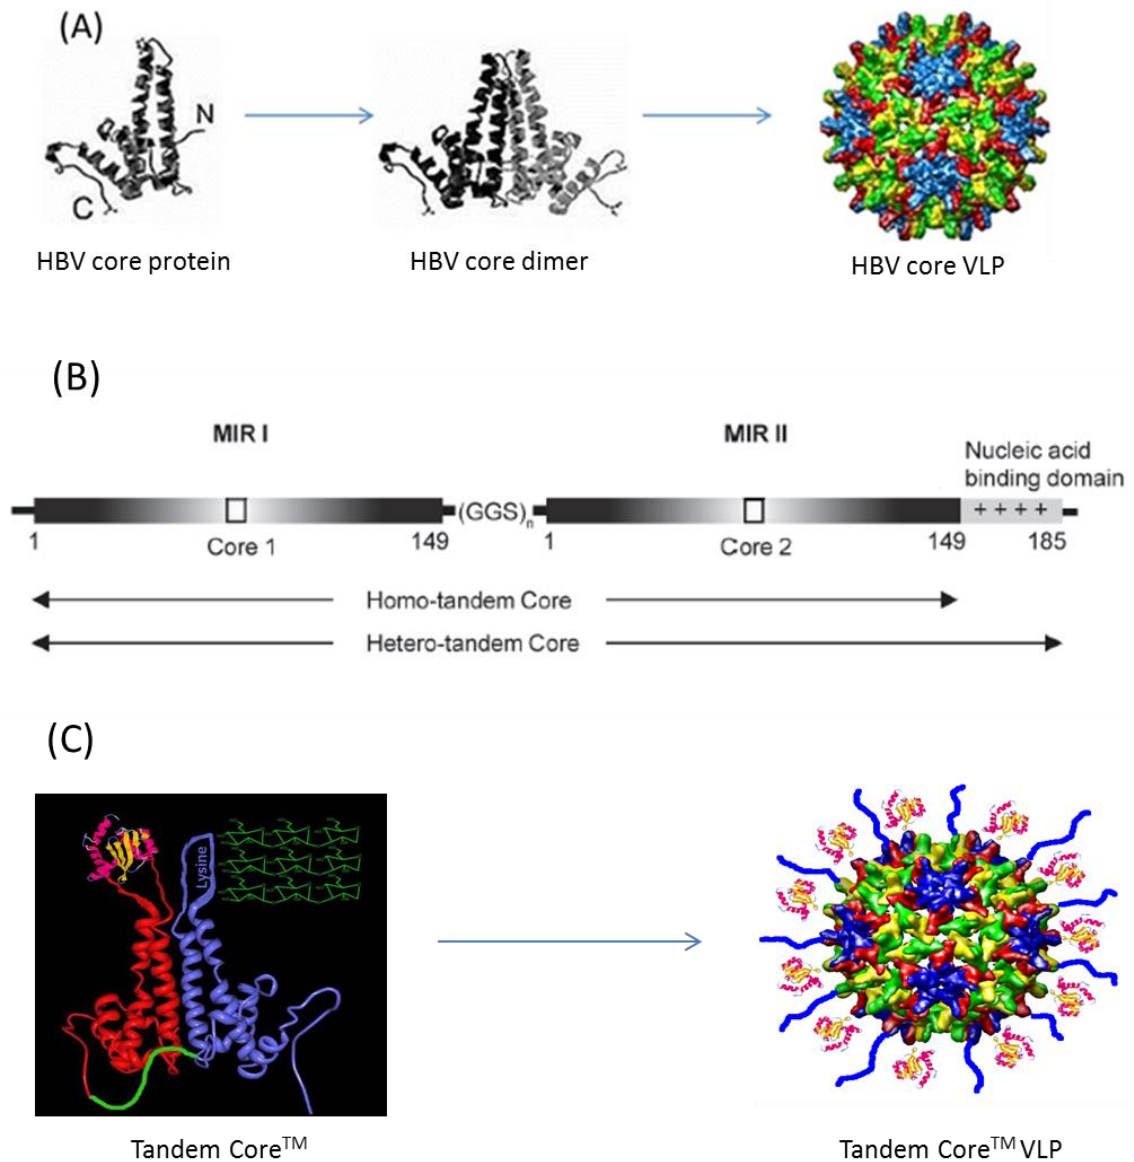 (A)
N
C
HBV core protein
HBV core dimer
HBV core VLP
(B)
MIR I
MIR II
Nucleic acid
binding domain
(GGS)n
+ + + +
1
Core 1
149
1
Core 2
149
185
Homo-tandem Core
Hetero-tandem Core
(C)
Lysine
Tandem Core™
Tandem Core™ VLP